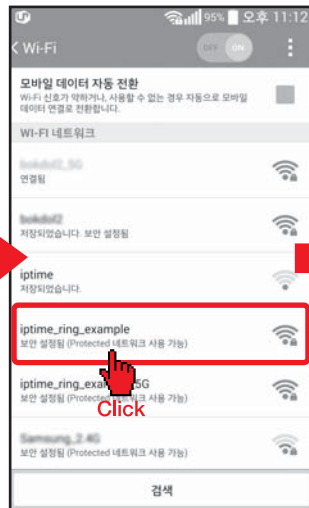 95% 오후 11:12
< Wi-Fi
OFF ON
모바일 데이터 자동 전환
Wi-Fi 신호가 약하거나, 사용할 수 없는 경우 자동으로 모바일
데이터 연결로 전환합니다.
WI-FI 네트워크
연결됨
저장되었습니다. 보안 설정됨
iptime
저장되었습니다.
iptime_ring_example
보안 설정됨 (Protected 네트워크 사용 가능)
5G
보안 설정됨 (Protected 네트워크 사용 가능)
Click
보안 설정됨 (Protected 네트워크 사용 가능)
검색